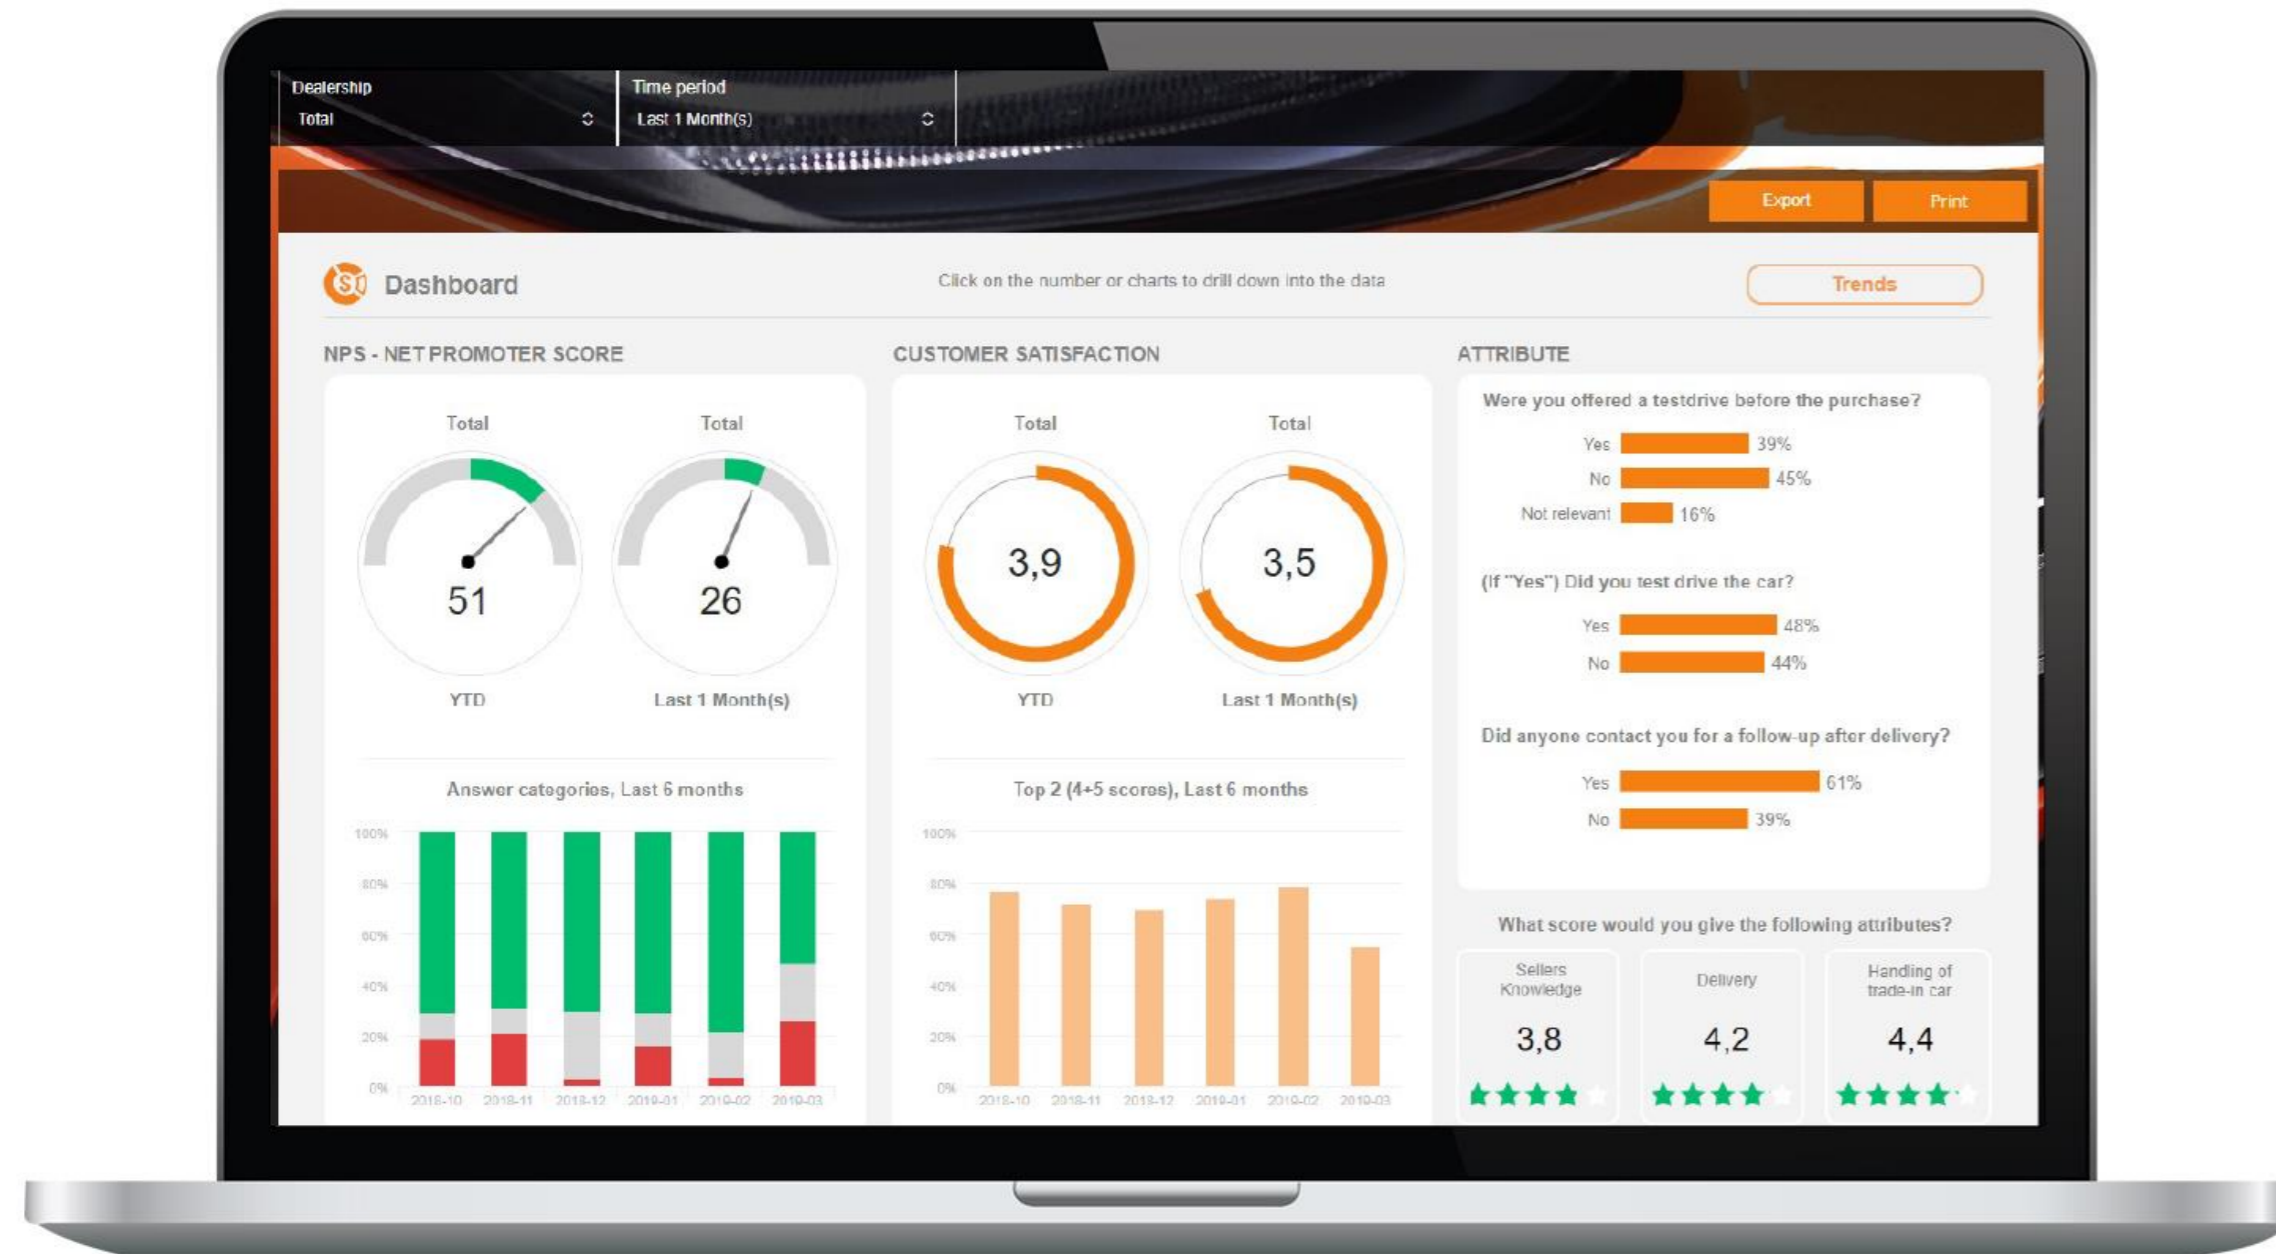 Dealership
Total
Time period
Last 1 Month(s)
Export
Print
Dashboard
Click on the number or charts to drill down into the data
Trends
NPS - NET PROMOTER SCORE
Total
Total
51
26
YTD
Last 1 Month(s)
Answer categories, Last 6 months
100%
80%
60%
40%
20%
0%
2018-10 2018-11 2018-12 2019-01 2019-02 2019-03
CUSTOMER SATISFACTION
Total
Total
3,9
3,5
YTD
Last 1 Month(s)
Top 2 (4+5 scores), Last 6 months
100%
80%
60%
40%
20%
0%
2018-10 2018-11 2018-12 2019-01 2019-02 2019-03
ATTRIBUTE
Were you offered a testdrive before the purchase?
Yes 39%
No 45%
Not relevant 16%
(If "Yes") Did you test drive the car?
Yes 48%
No 44%
Did anyone contact you for a follow-up after delivery?
Yes 61%
No 39%
What score would you give the following attributes?
Sellers
Knowledge
3,8
Delivery
4,2
Handling of
trade-in car
4,4